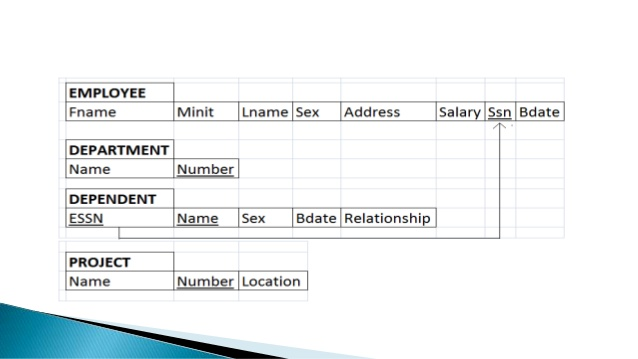 EMPLOYEE
Fname Minit Lname Sex Address Salary Ssn Bdate
DEPARTMENT
Name Number
DEPENDENT
ESSN Name Sex Bdate Relationship
PROJECT
Name Number Location